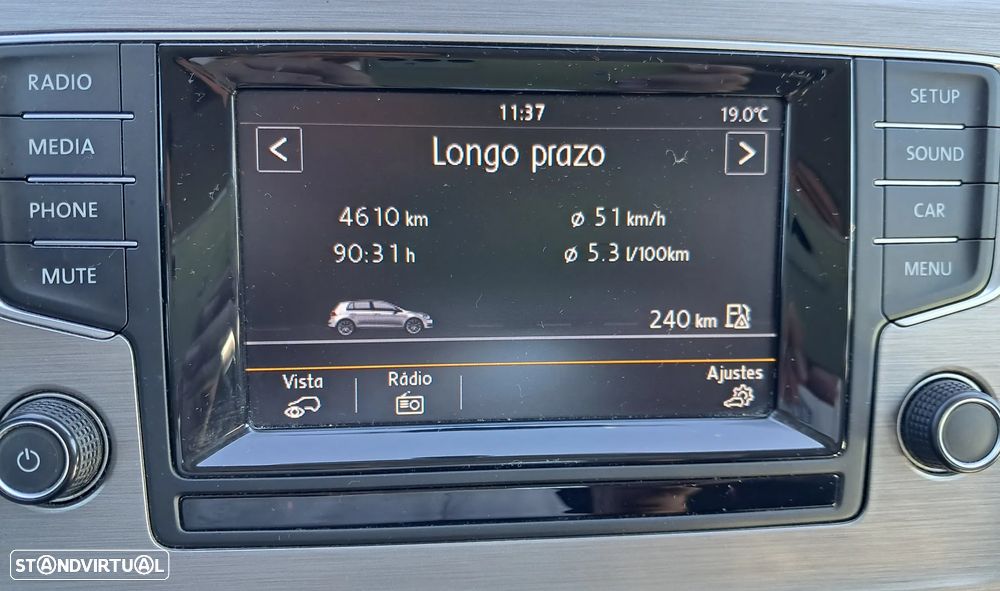 RADIO
MEDIA
PHONE
MUTE
11:37
19.0°C
<
Longo prazo
>
4610 km
ø 51 km/h
90:31 h
ø 5.3 l/100km
240 km
Vista
Rádio
Ajustes
SETUP
SOUND
CAR
MENU
STANDVIRTUAL